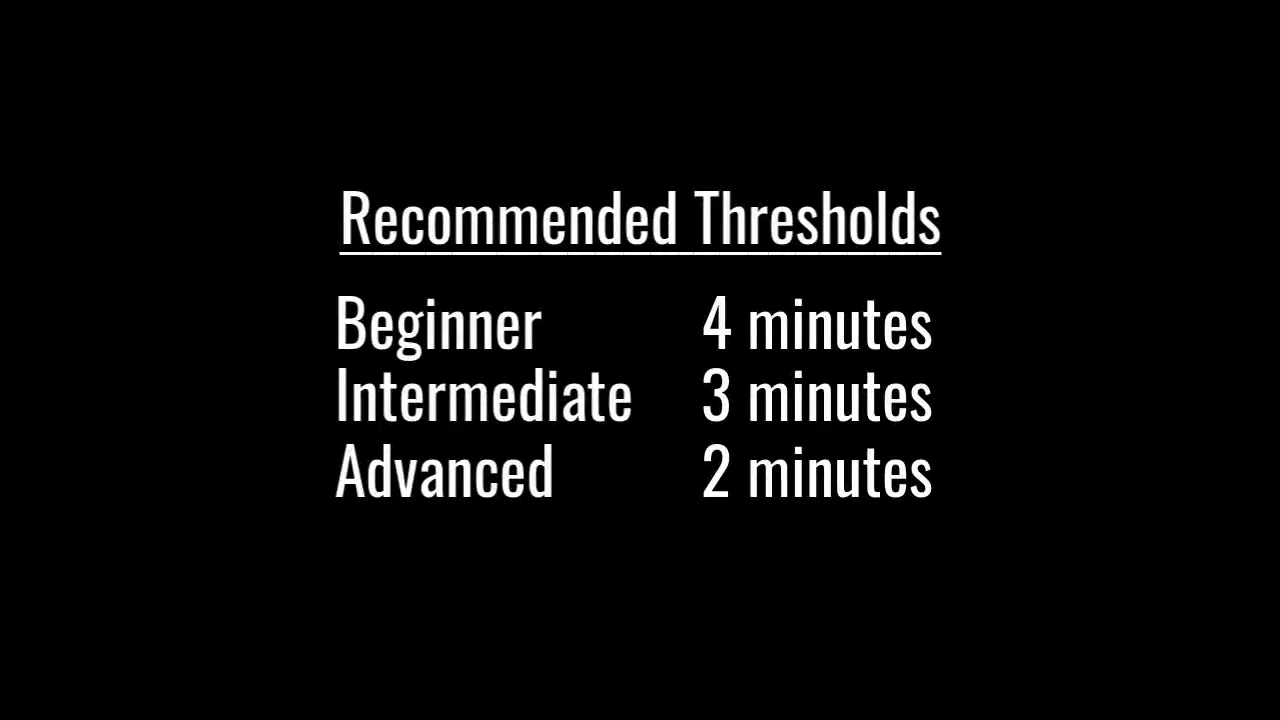 Recommended Thresholds
Beginner 4 minutes
Intermediate 3 minutes
Advanced 2 minutes